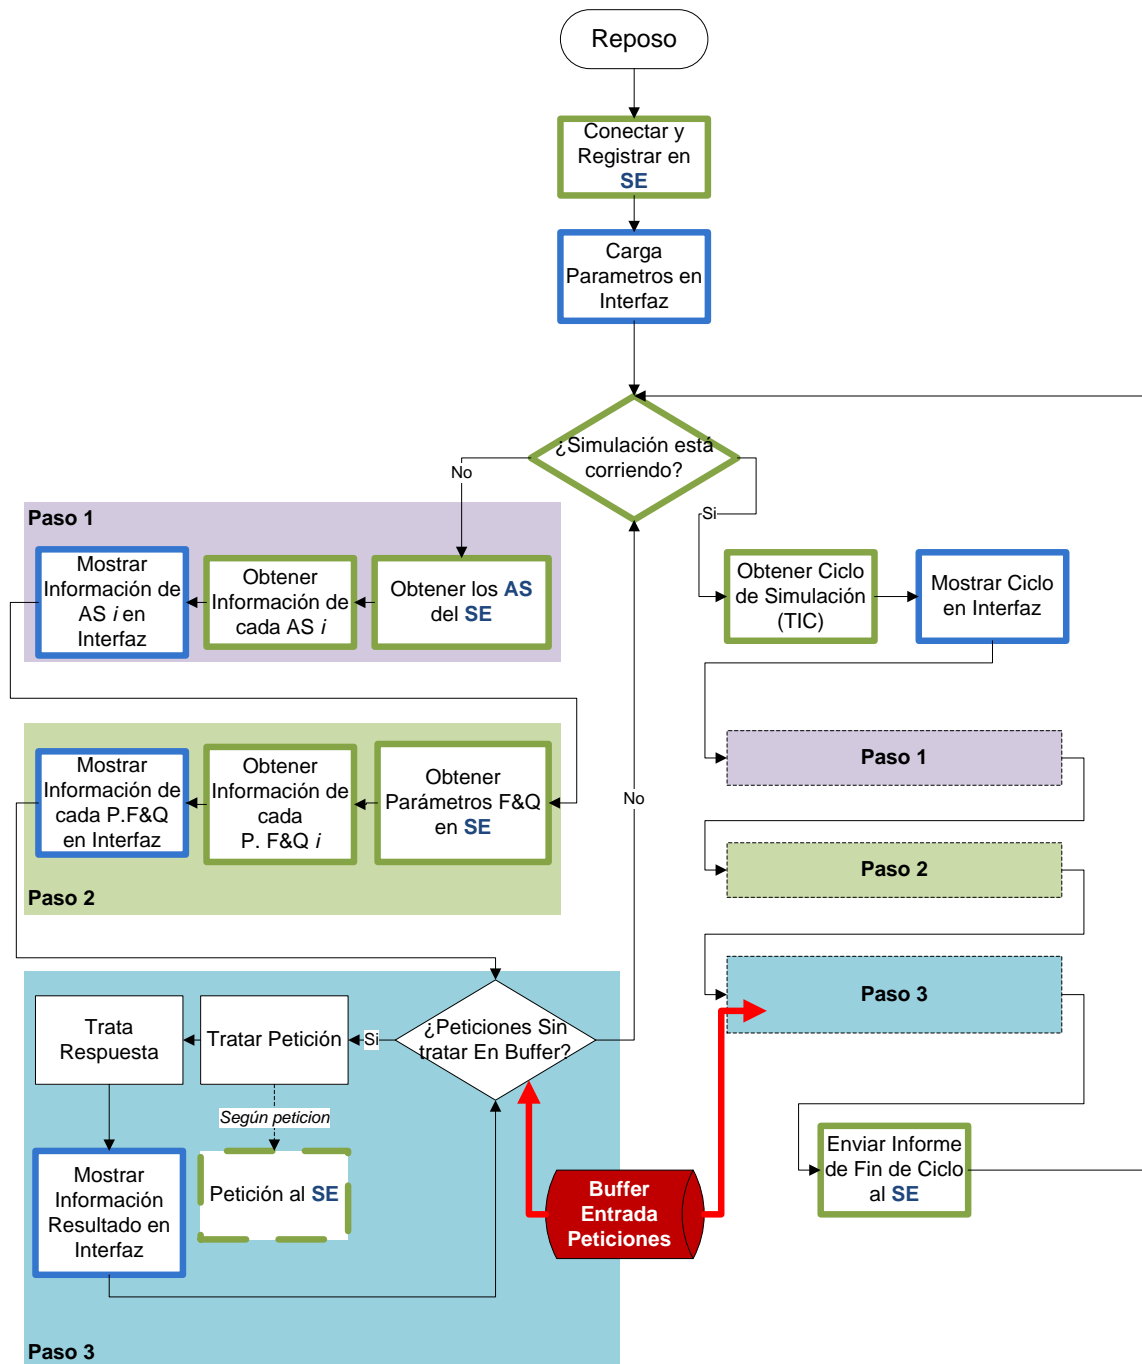 Reposo
Conectar y
Registrar en
SE
Carga
Parametros en
Interfaz
¿Simulación está
corriendo?
No
Si
Paso 1
Mostrar
Información de
AS i en
Interfaz
Obtener
Información de
cada AS i
Obtener los AS
del SE
Obtener Ciclo
de Simulación
(TIC)
Mostrar Ciclo
en Interfaz
Mostrar
Información de
cada P.F&Q
en Interfaz
Obtener
Información de
cada
P. F&Q i
Obtener
Parámetros F&Q
en SE
Paso 2
No
Paso 1
Paso 2
Paso 3
Trata
Respuesta
Tratar Petición
Si
¿Peticiones Sin
tratar En Buffer?
Según peticion
Mostrar
Información
Resultado en
Interfaz
Petición al SE
Buffer
Entrada
Peticiones
Enviar Informe
de Fin de Ciclo
al SE
Paso 3